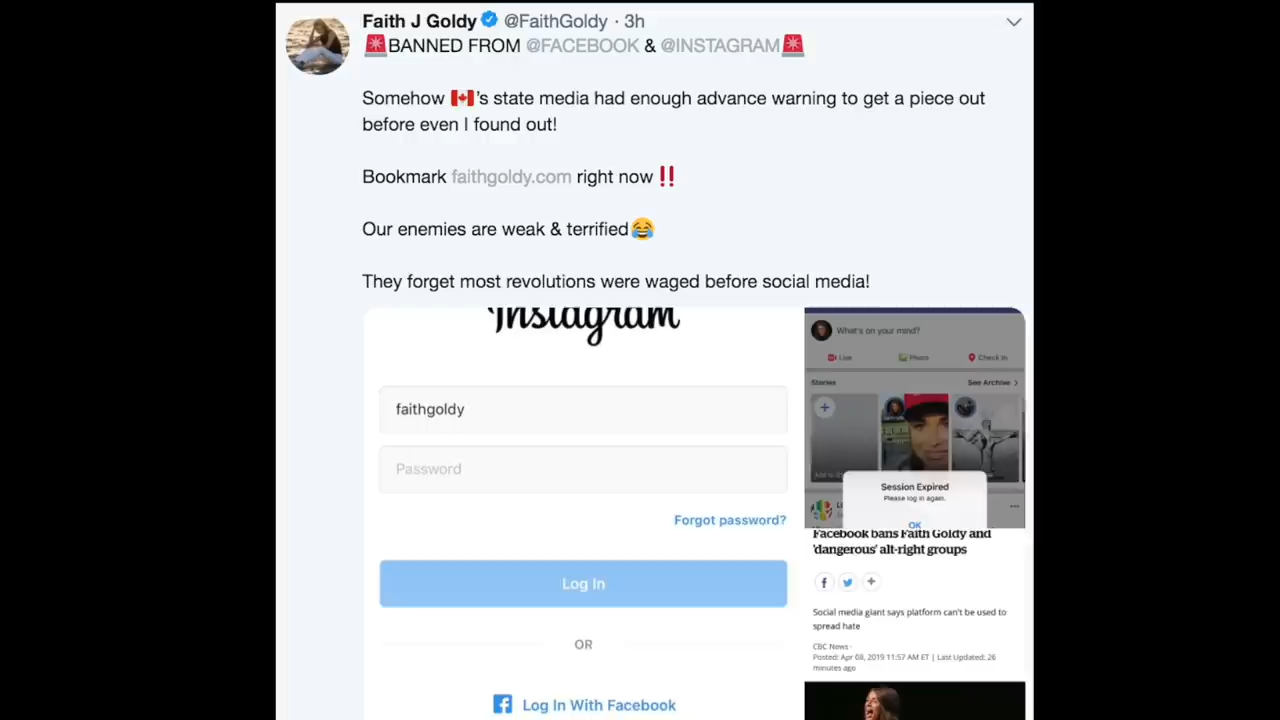 Faith J Goldy @FaithGoldy · 3h
🚨BANNED FROM @FACEBOOK & @INSTAGRAM🚨
Somehow 🇨🇦's state media had enough advance warning to get a piece out
before even I found out!
Bookmark faithgoldy.com right now‼️
Our enemies are weak & terrified😂
They forget most revolutions were waged before social media!
Instagram
faithgoldy
Password
Forgot password?
Log In
OR
Log In With Facebook
What's on your mind?
Live Photo Check In
Stories See Archive
Session Expired
Please log in again.
OK
Facebook bans Faith Goldy and
'dangerous' alt-right groups
Social media giant says platform can't be used to
spread hate
CBC News ·
Posted: Apr 08, 2019 11:57 AM ET | Last Updated: 26
minutes ago